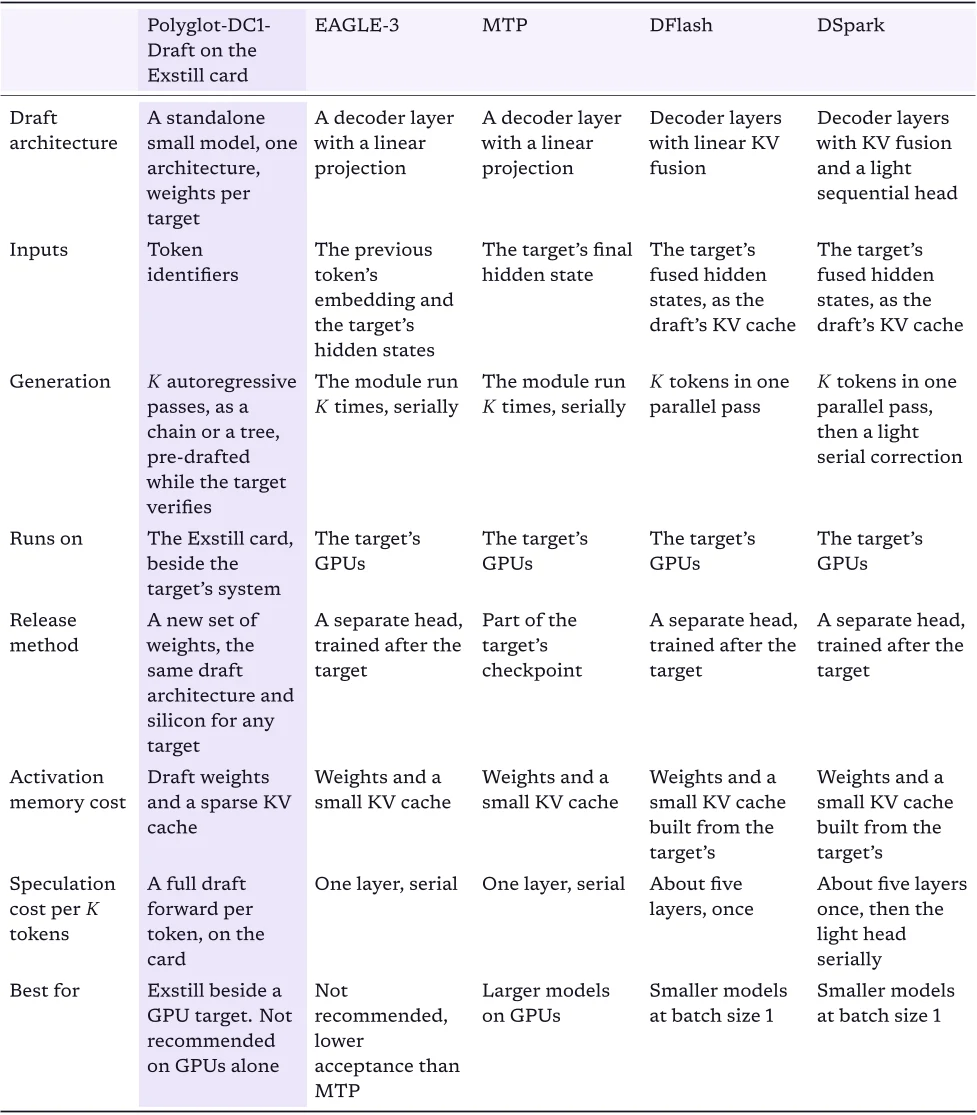 Polyglot-DC1-
Draft on the
Exstill card
EAGLE-3
MTP
DFlash
DSpark
Draft
architecture
A standalone
small model, one
architecture,
weights per
target
A decoder layer
with a linear
projection
A decoder layer
with a linear
projection
Decoder layers
with linear KV
fusion
Decoder layers
with KV fusion
and a light
sequential head
Inputs
Token
identifiers
The previous
token’s
embedding and
the target’s
hidden states
The target’s final
hidden state
The target’s
fused hidden
states, as the
draft’s KV cache
The target’s
fused hidden
states, as the
draft’s KV cache
Generation
K autoregressive
passes, as a
chain or a tree,
pre-drafted
while the target
verifies
The module run
K times, serially
The module run
K times, serially
K tokens in one
parallel pass
K tokens in one
parallel pass,
then a light
serial correction
Runs on
The Exstill card,
beside the
target’s system
The target’s
GPUs
The target’s
GPUs
The target’s
GPUs
The target’s
GPUs
Release
method
A new set of
weights, the
same draft
architecture and
silicon for any
target
A separate head,
trained after the
target
Part of the
target’s
checkpoint
A separate head,
trained after the
target
A separate head,
trained after the
target
Activation
memory cost
Draft weights
and a sparse KV
cache
Weights and a
small KV cache
Weights and a
small KV cache
Weights and a
small KV cache
built from the
target’s
Weights and a
small KV cache
built from the
target’s
Speculation
cost per K
tokens
A full draft
forward per
token, on the
card
One layer, serial
One layer, serial
About five
layers, once
About five layers
once, then the
light head
serially
Best for
Exstill beside a
GPU target. Not
recommended
on GPUs alone
Not
recommended,
lower
acceptance than
MTP
Larger models
on GPUs
Smaller models
at batch size 1
Smaller models
at batch size 1